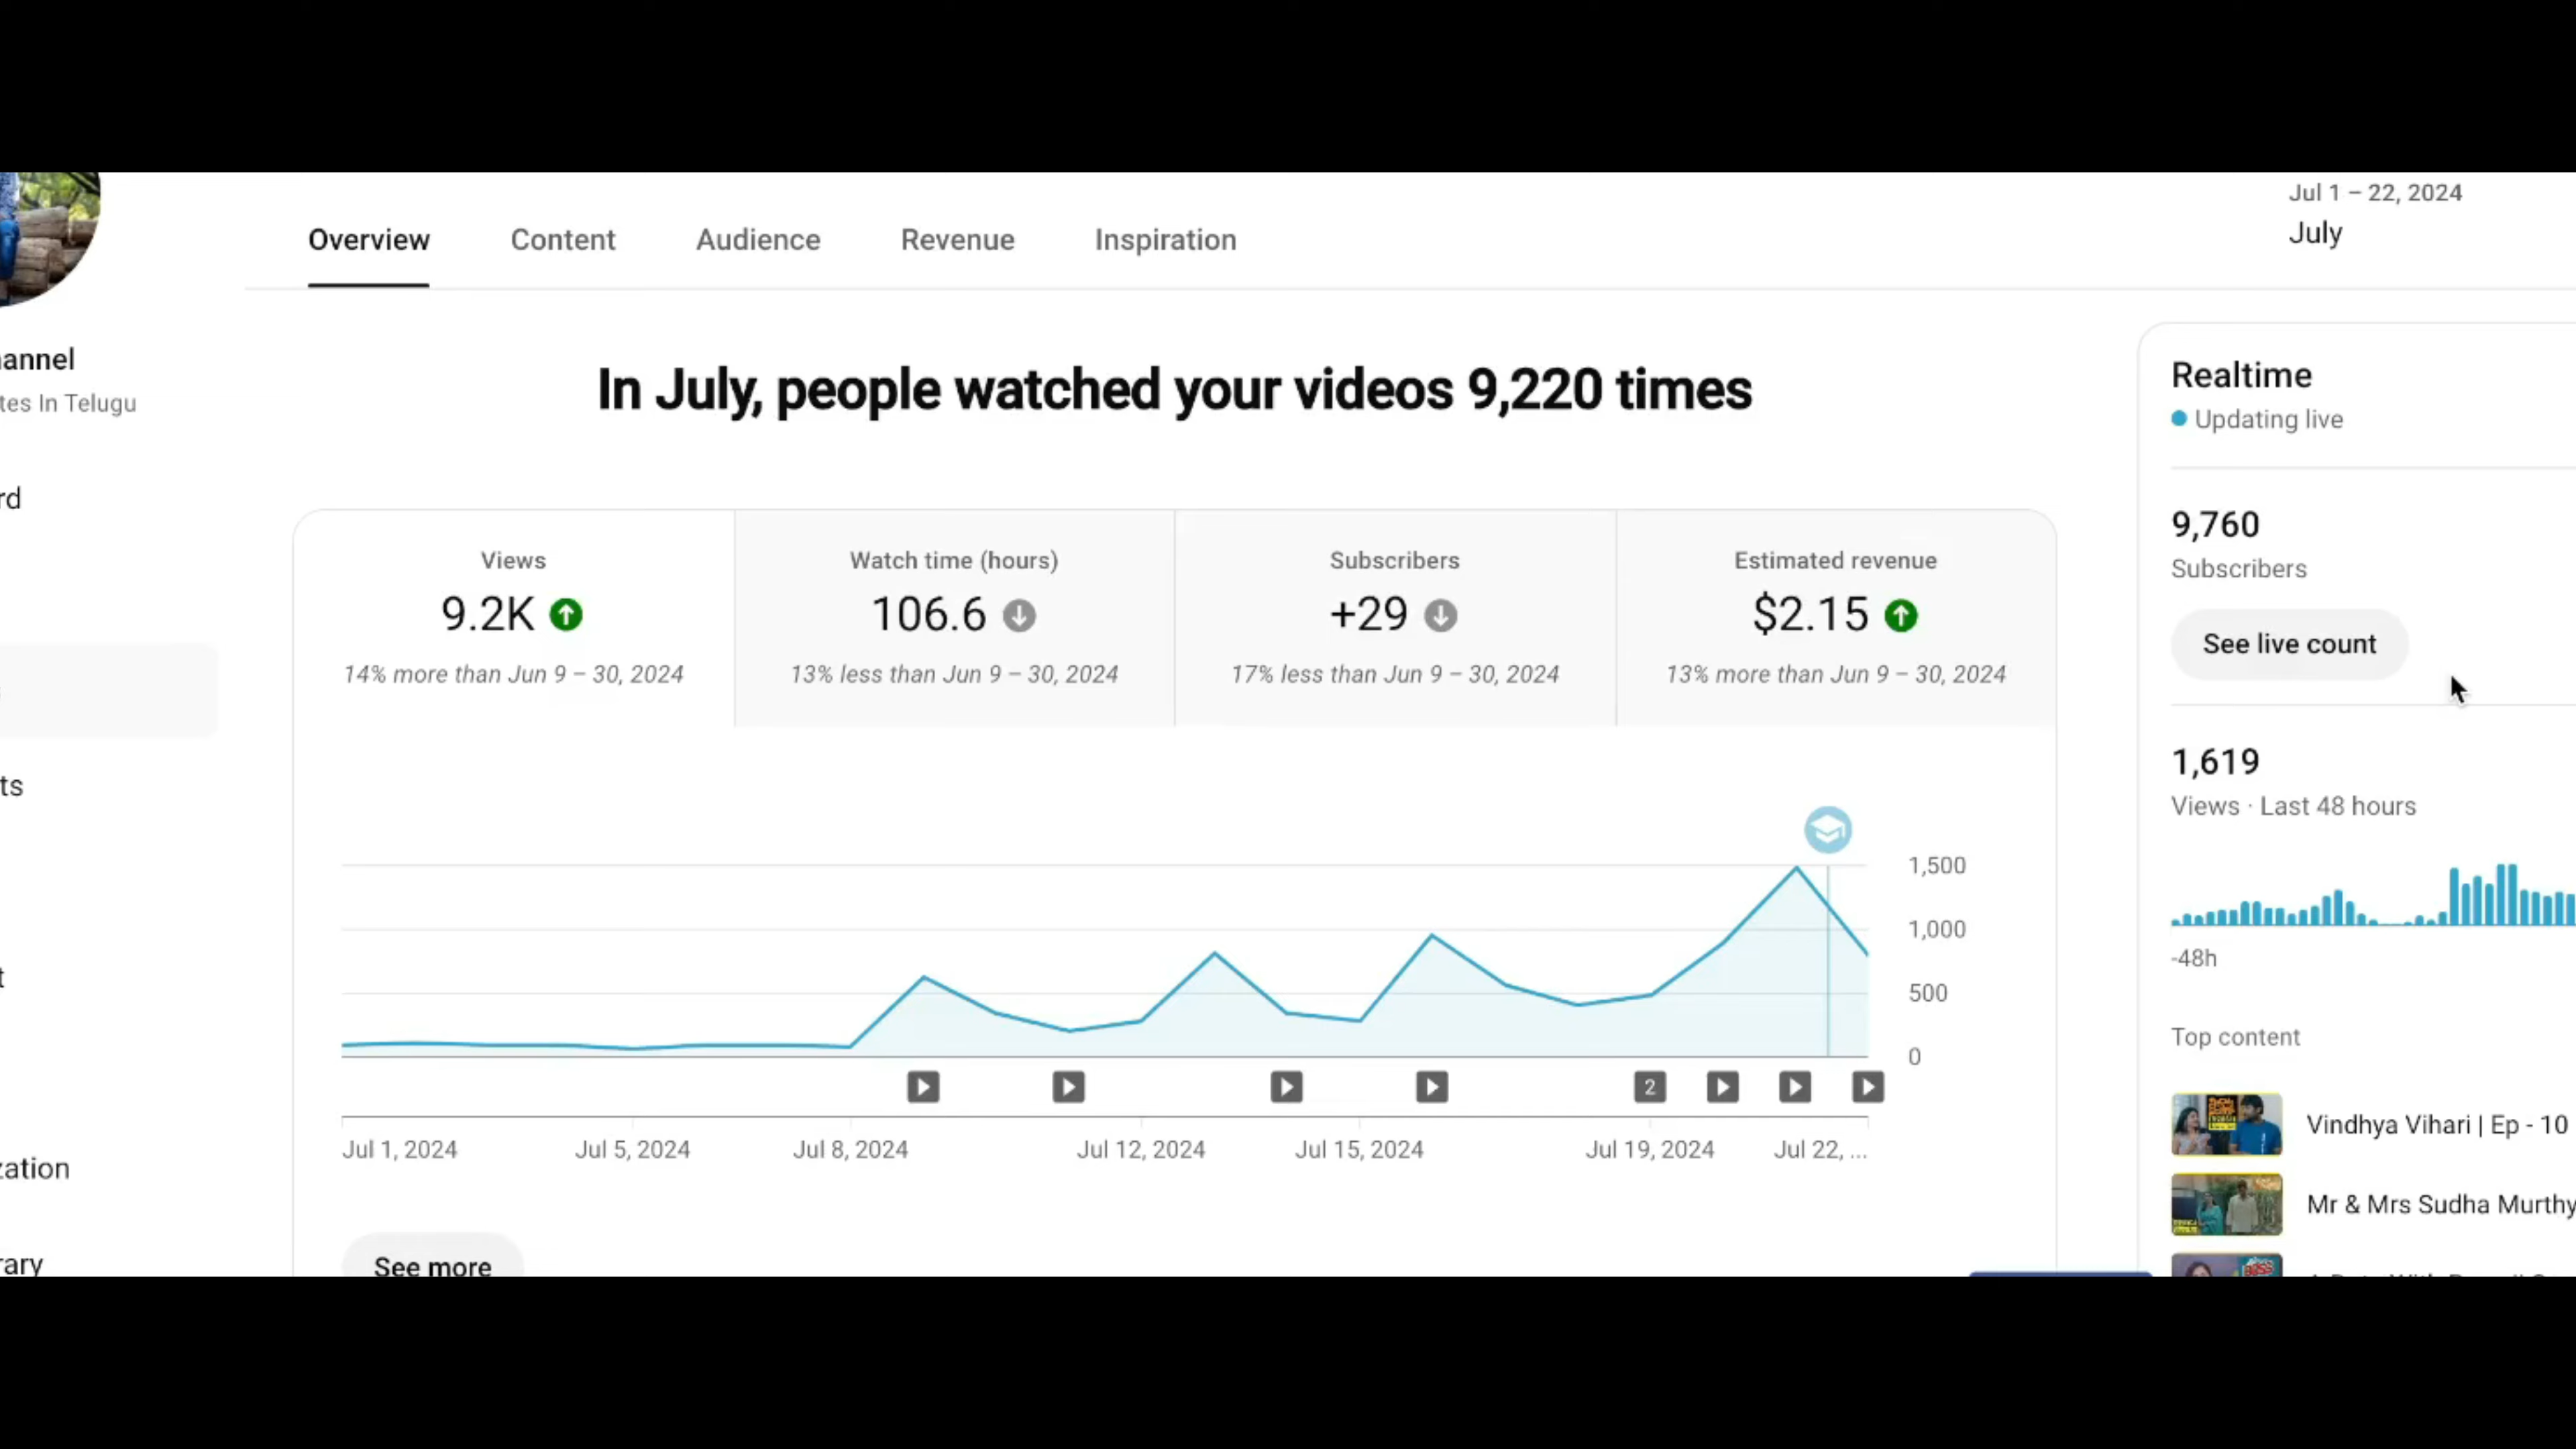 Jul 1 – 22, 2024
July
Overview Content Audience Revenue Inspiration
annel
tes In Telugu
rd
ts
t
zation
rary
In July, people watched your videos 9,220 times
Views
9.2K
14% more than Jun 9 – 30, 2024
Watch time (hours)
106.6
13% less than Jun 9 – 30, 2024
Subscribers
+29
17% less than Jun 9 – 30, 2024
Estimated revenue
$2.15
13% more than Jun 9 – 30, 2024
1,500
1,000
500
0
2
Jul 1, 2024 Jul 5, 2024 Jul 8, 2024 Jul 12, 2024 Jul 15, 2024 Jul 19, 2024 Jul 22, ...
See more
Realtime
Updating live
9,760
Subscribers
See live count
1,619
Views · Last 48 hours
-48h
Top content
Vindhya Vihari | Ep - 10
Mr & Mrs Sudha Murthy